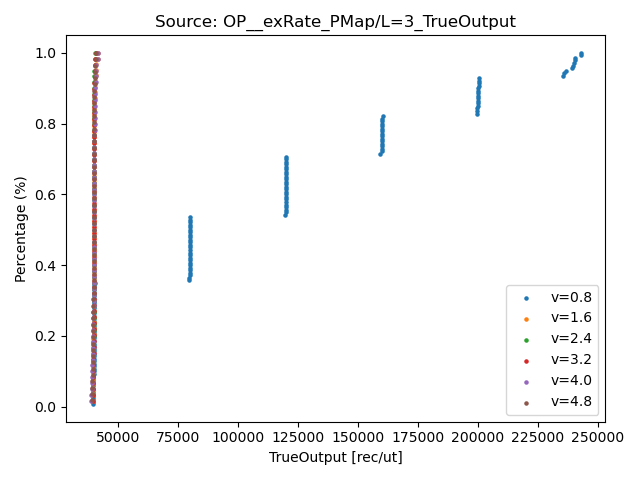 Source: OP__exRate_PMap/L=3_TrueOutput
Percentage (%)
1.0
0.8
0.6
0.4
0.2
0.0
v=0.8
v=1.6
v=2.4
v=3.2
v=4.0
v=4.8
50000 75000 100000 125000 150000 175000 200000 225000 250000
TrueOutput [rec/ut]